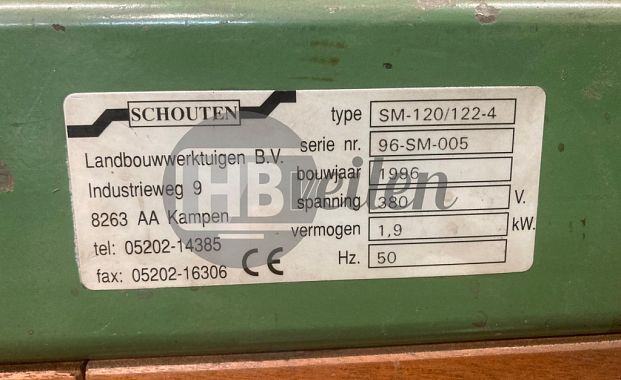 SCHOUTEN
Landbouwwerktuigen B.V.
Industrieweg 9
8263 AA Kampen
tel: 05202-14385
fax: 05202-16306
CE
type SM-120/122-4
serie nr. 96-SM-005
bouwjaar 1996
spanning 380 V.
vermogen 1,9 kW.
Hz. 50
HBveilen